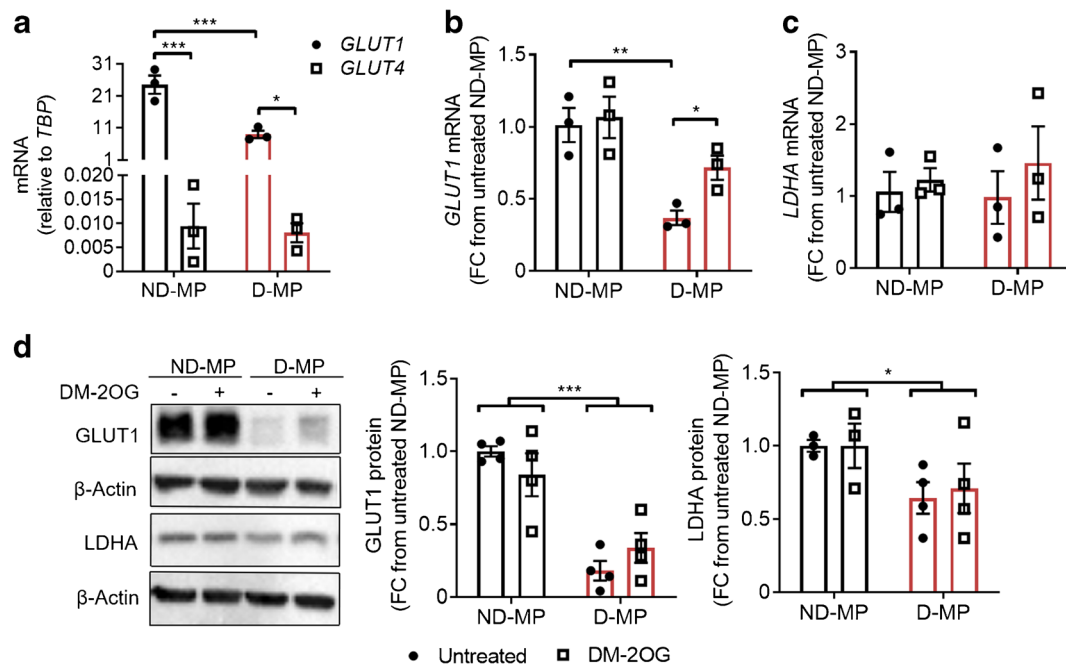 a
***
***
*
GLUT1
GLUT4
mRNA
(relative to TBP)
31
21
11
1
0.020
0.015
0.010
0.005
0.000
ND-MP D-MP
b
**
*
GLUT1 mRNA
(FC from untreated ND-MP)
1.5
1.0
0.5
0
ND-MP D-MP
c
LDHA mRNA
(FC from untreated ND-MP)
3
2
1
0
ND-MP D-MP
d
ND-MP D-MP
DM-2OG - + - +
GLUT1
β-Actin
LDHA
β-Actin
***
GLUT1 protein
(FC from untreated ND-MP)
1.5
1.0
0.5
0
ND-MP D-MP
*
LDHA protein
(FC from untreated ND-MP)
1.5
1.0
0.5
0
ND-MP D-MP
Untreated DM-2OG